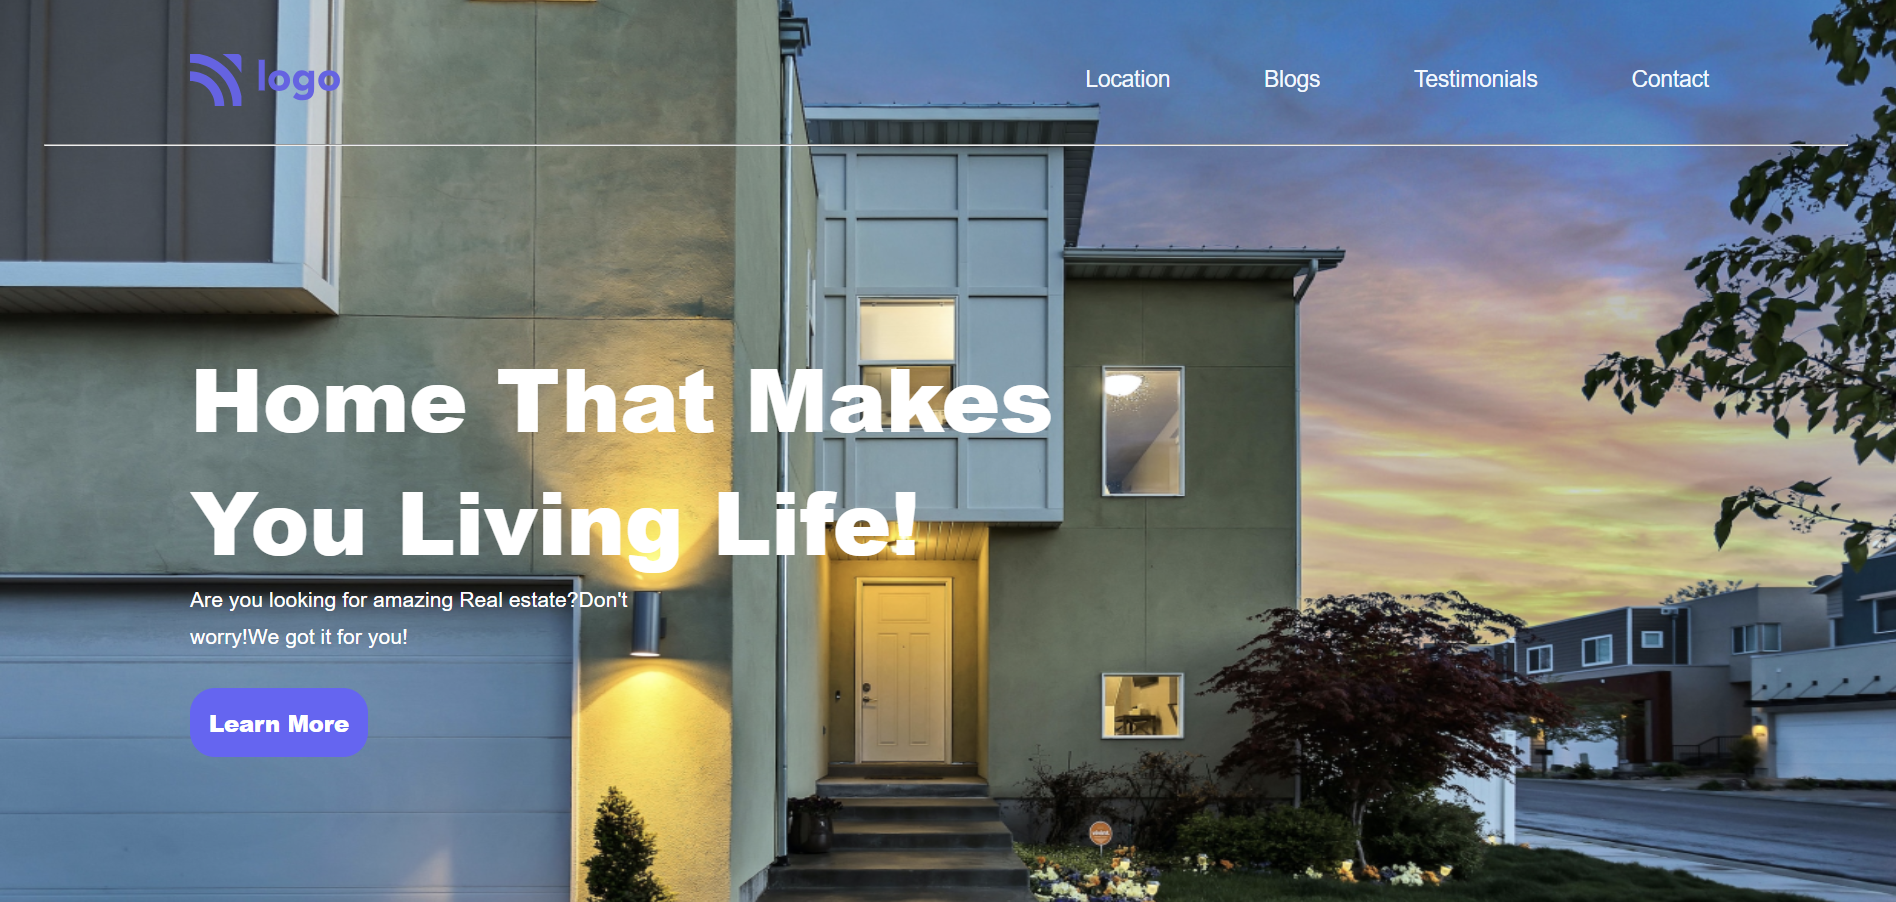 logo
Location
Blogs
Testimonials
Contact
Home That Makes
You Living Life!
Are you looking for amazing Real estate?Don't
worry!We got it for you!
Learn More